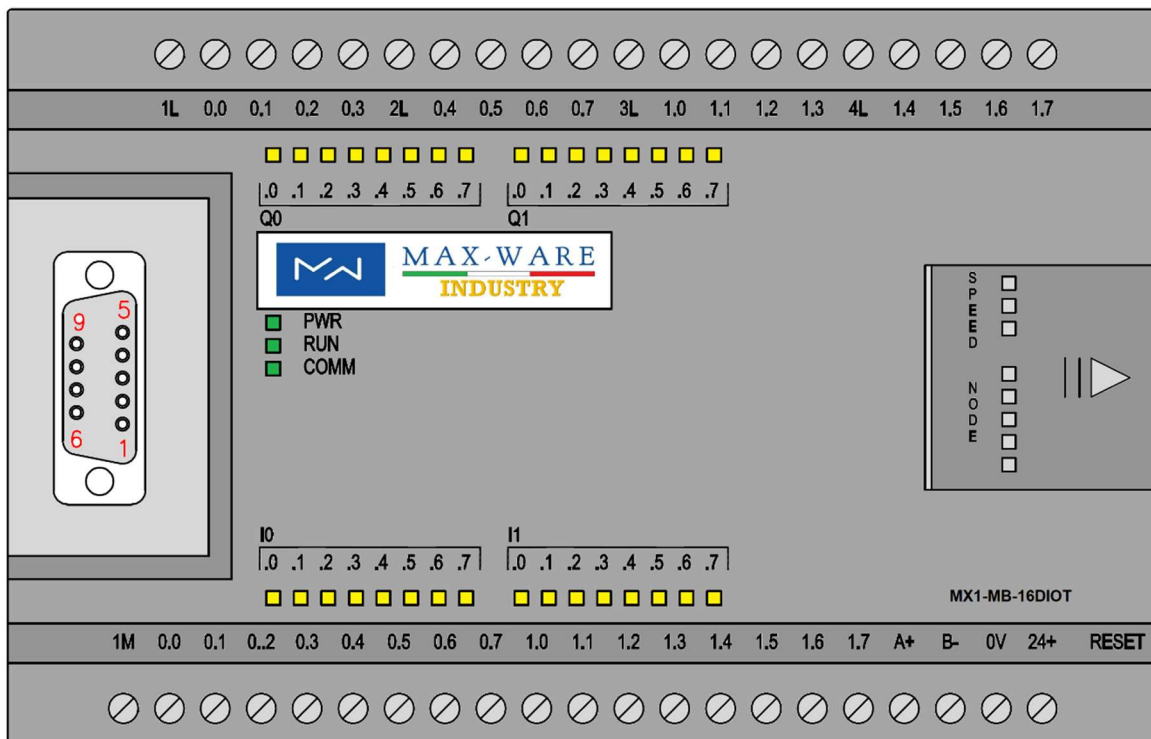 1L 0.0 0.1 0.2 0.3 2L 0.4 0.5 0.6 0.7 3L 1.0 1.1 1.2 1.3 4L 1.4 1.5 1.6 1.7
.0 .1 .2 .3 .4 .5 .6 .7
Q0
.0 .1 .2 .3 .4 .5 .6 .7
Q1
MAX-WARE
INDUSTRY
PWR
RUN
COMM
9
5
6
1
SPEED
NODE
I0
.0 .1 .2 .3 .4 .5 .6 .7
I1
.0 .1 .2 .3 .4 .5 .6 .7
MX1-MB-16DIOT
1M 0.0 0.1 0..2 0.3 0.4 0.5 0.6 0.7 1.0 1.1 1.2 1.3 1.4 1.5 1.6 1.7 A+ B- 0V 24+ RESET